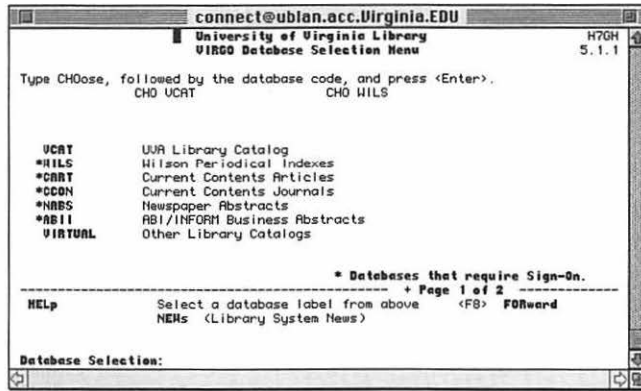 connect@ublan.acc.Virginia.EDU
University of Virginia Library H7GH
VIRGO Database Selection Menu 5.1.1
Type CHOose, followed by the database code, and press <Enter>.
CHO VCAT CHO WILS
VCAT UVA Library Catalog
*WILS Wilson Periodical Indexes
*CART Current Contents Articles
*CCON Current Contents Journals
*NABS Newspaper Abstracts
*ABII ABI/INFORM Business Abstracts
VIRTUAL Other Library Catalogs
* Databases that require Sign-On.
+ Page 1 of 2
HELp Select a database label from above <F8> FORward
NEWs (Library System News)
Database Selection: